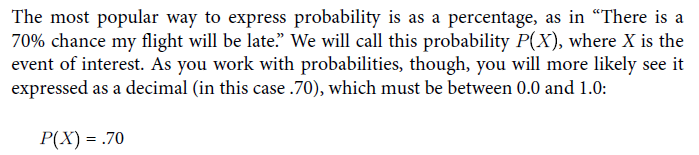 The most popular way to express probability is as a percentage, as in “There is a
70% chance my flight will be late.” We will call this probability P(X), where X is the
event of interest. As you work with probabilities, though, you will more likely see it
expressed as a decimal (in this case .70), which must be between 0.0 and 1.0:
P(X) = .70